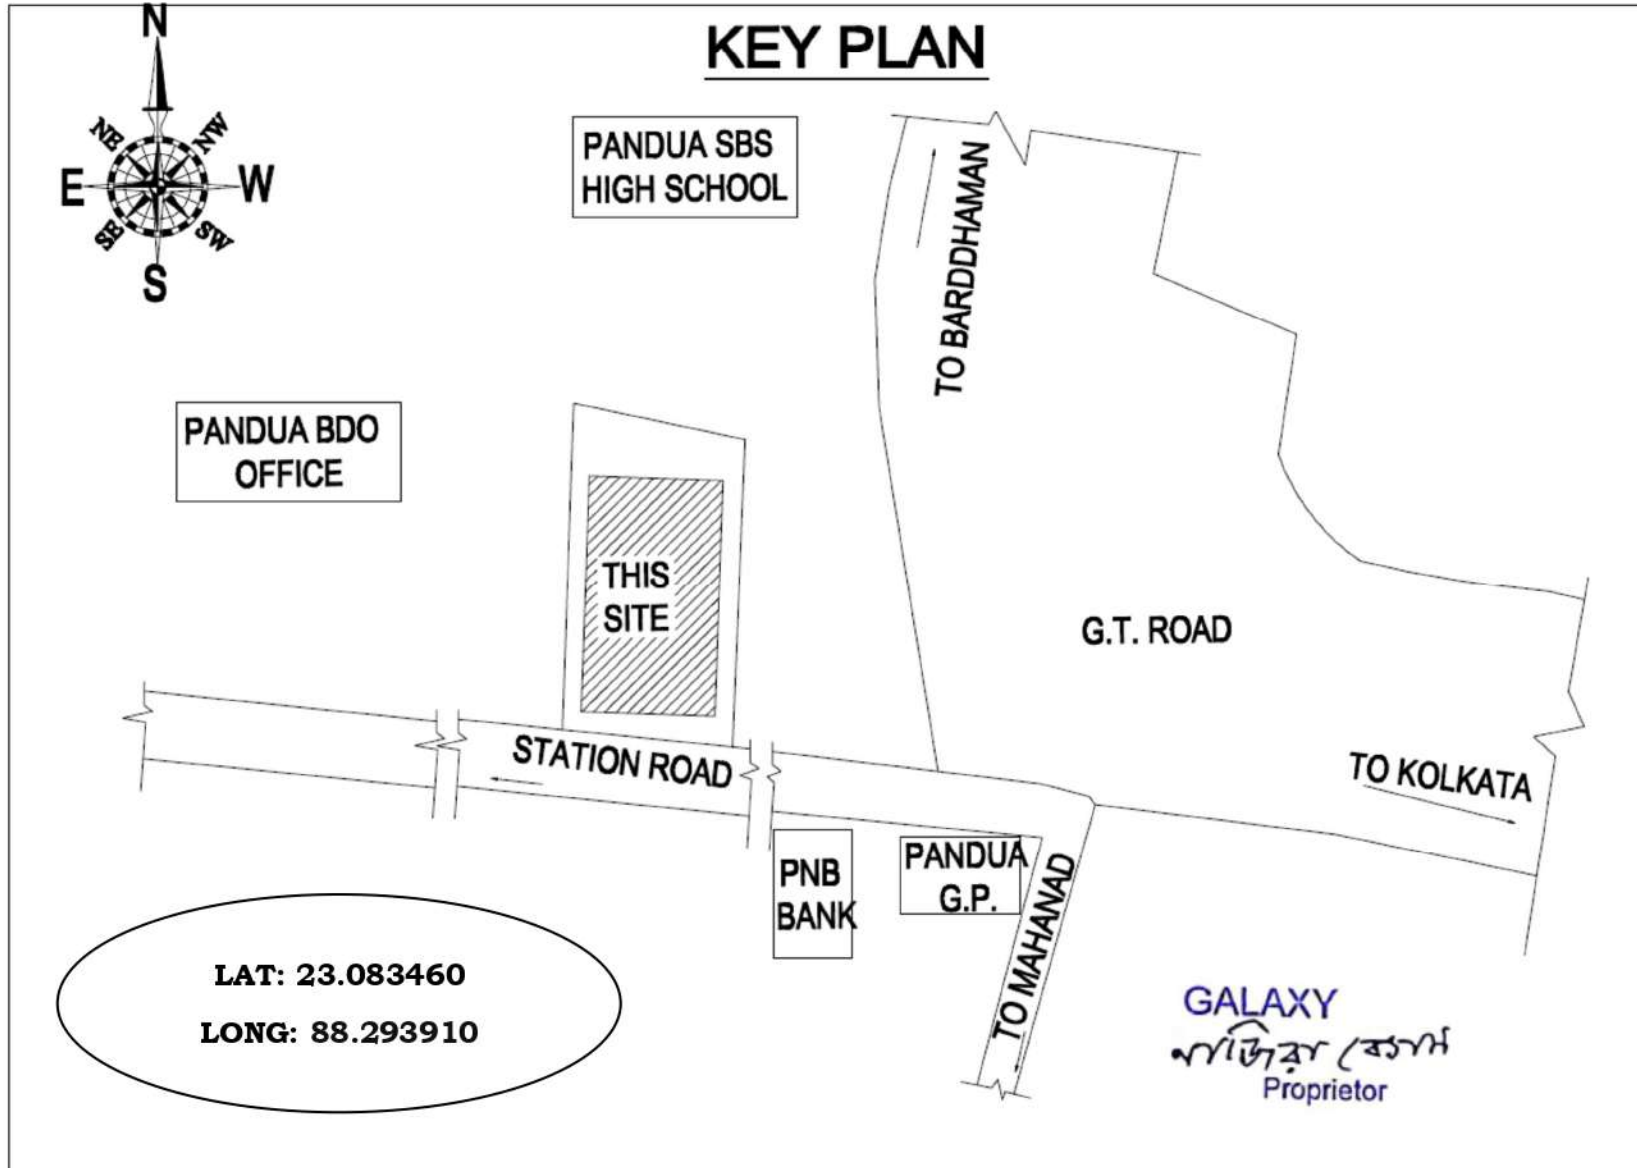 KEY PLAN
N
NE
NW
E
W
SE
SW
S
PANDUA SBS
HIGH SCHOOL
TO BARDDHAMAN
PANDUA BDO
OFFICE
THIS
SITE
G.T. ROAD
STATION ROAD
TO KOLKATA
PNB
BANK
PANDUA
G.P.
TO MAHANAD
LAT: 23.083460
LONG: 88.293910
GALAXY
Proprietor